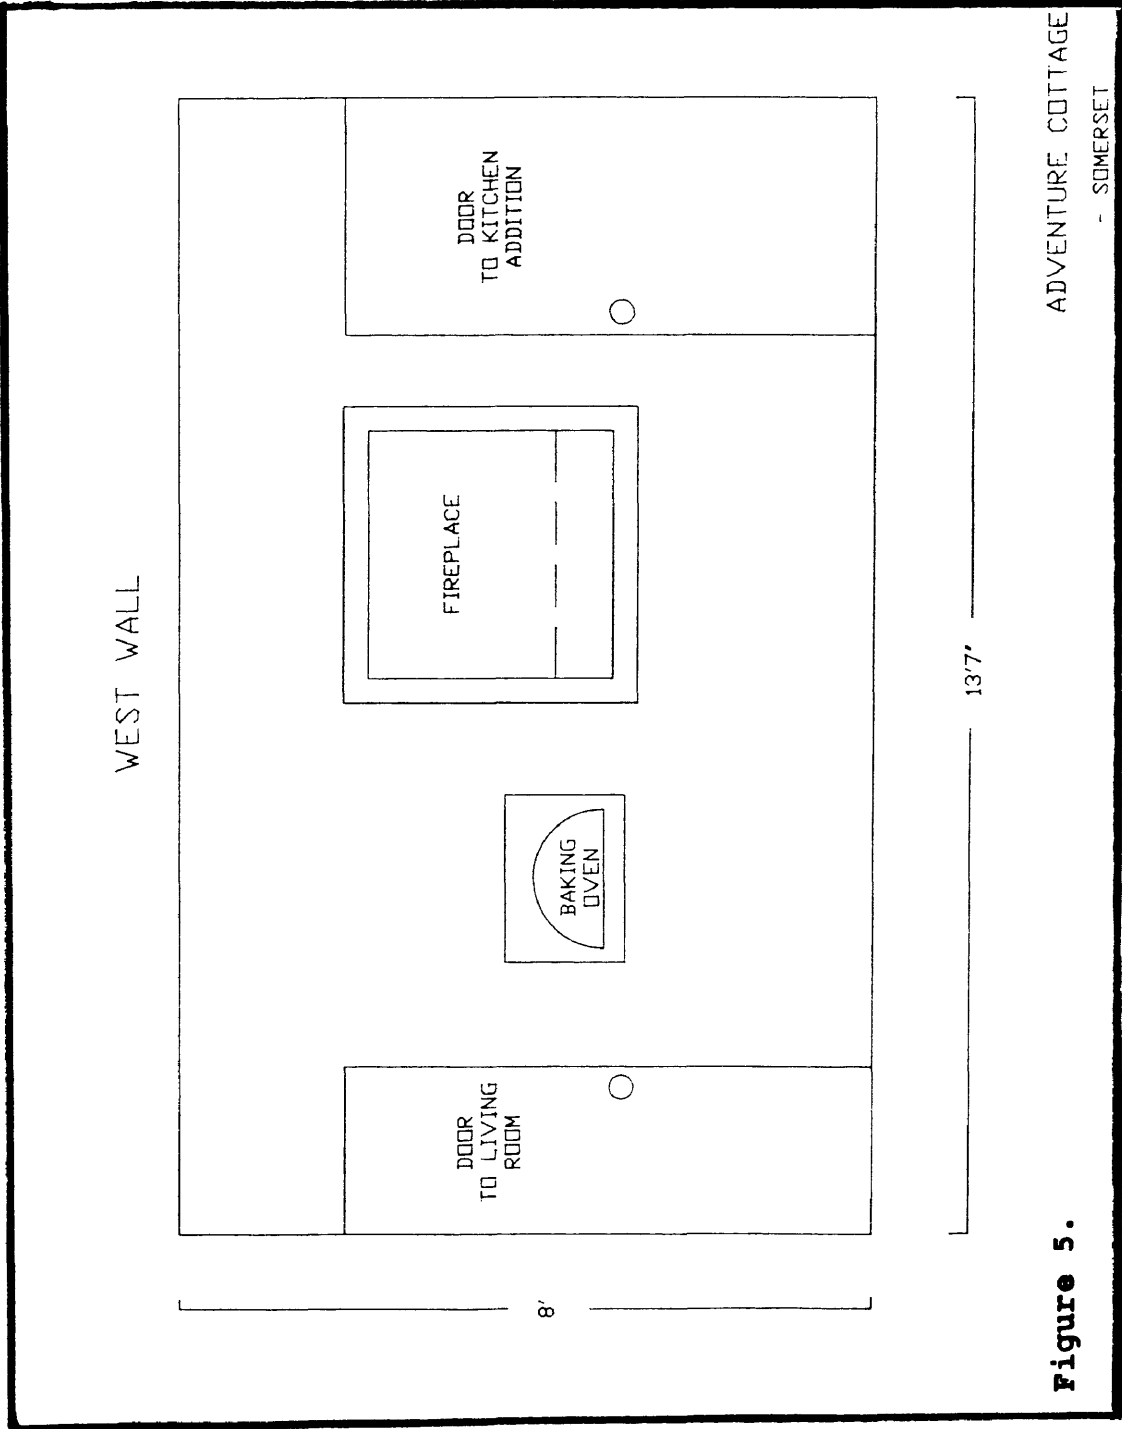 WEST WALL
DOOR
TO LIVING
ROOM
BAKING
OVEN
FIREPLACE
DOOR
TO KITCHEN
ADDITION
8'
13'7"
Figure 5.
ADVENTURE COTTAGE
- SOMERSET